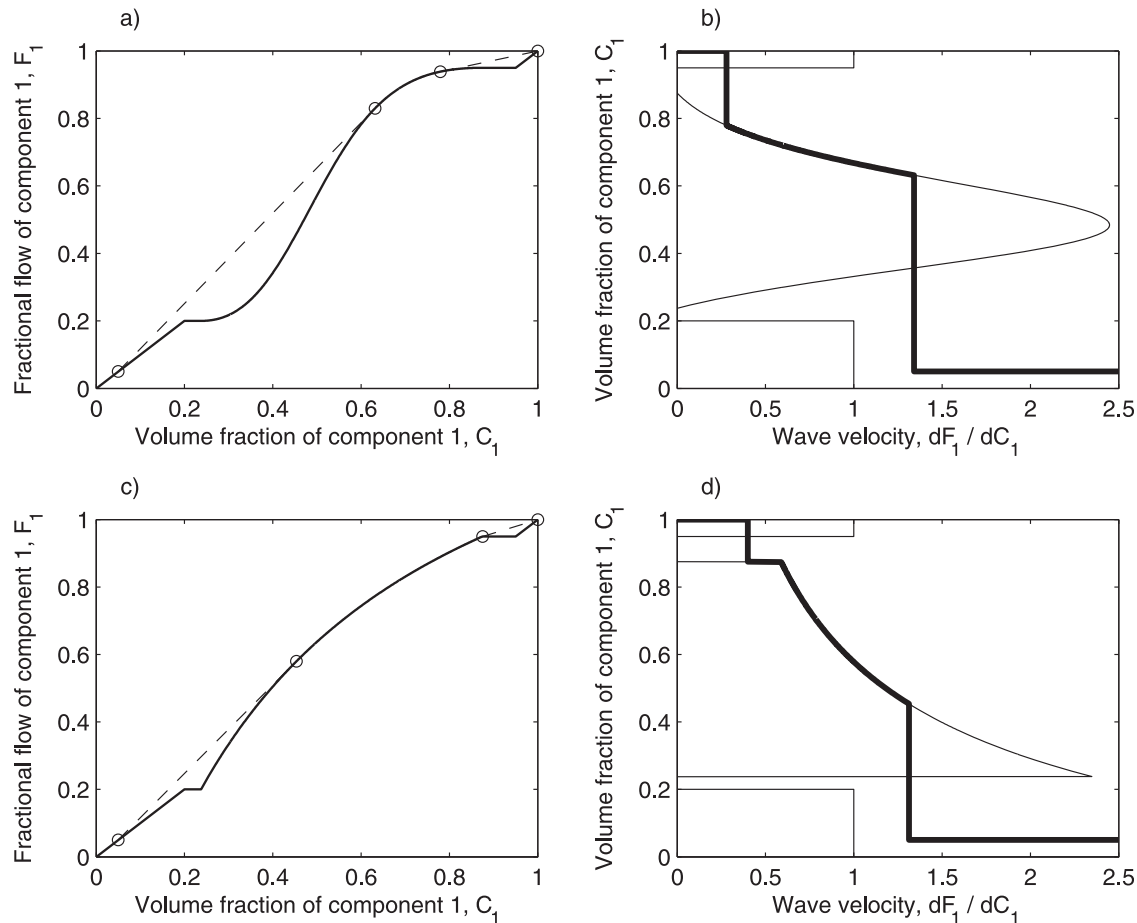 a)
Fractional flow of component 1, F1
1
0.8
0.6
0.4
0.2
0
0 0.2 0.4 0.6 0.8 1
Volume fraction of component 1, C1
b)
Volume fraction of component 1, C1
1
0.8
0.6
0.4
0.2
0
0 0.5 1 1.5 2 2.5
Wave velocity, dF1 / dC1
c)
Fractional flow of component 1, F1
1
0.8
0.6
0.4
0.2
0
0 0.2 0.4 0.6 0.8 1
Volume fraction of component 1, C1
d)
Volume fraction of component 1, C1
1
0.8
0.6
0.4
0.2
0
0 0.5 1 1.5 2 2.5
Wave velocity, dF1 / dC1